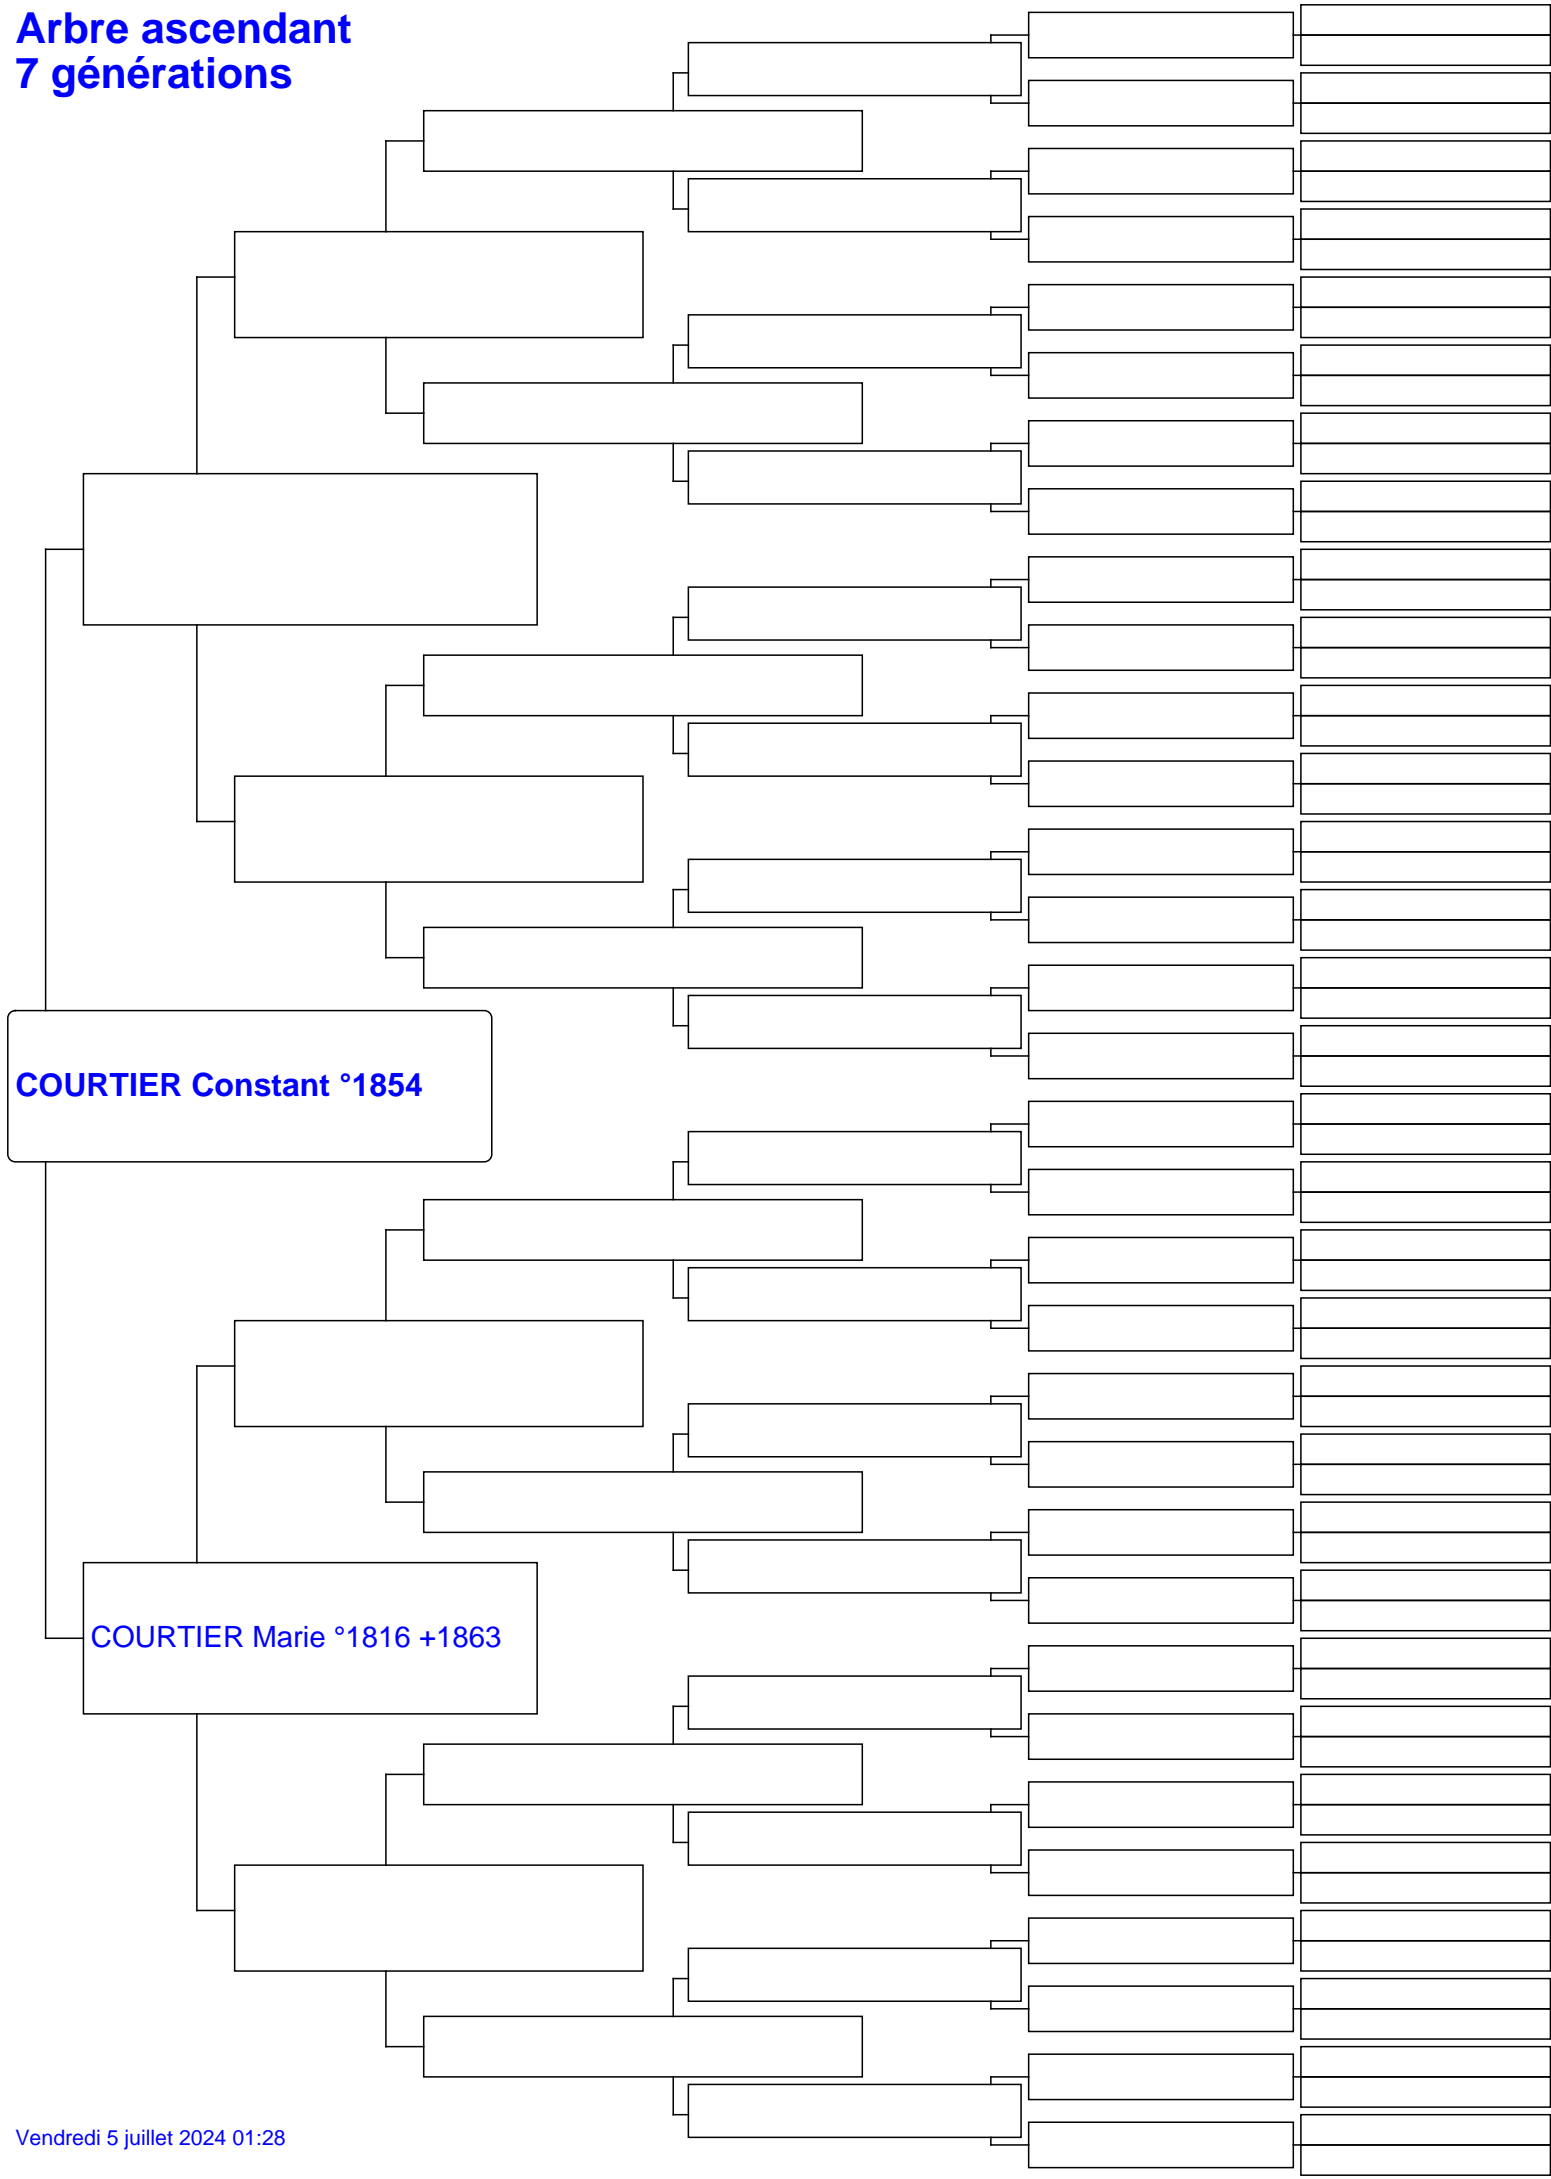 Arbre ascendant
7 générations
COURTIER Constant °1854
COURTIER Marie °1816 +1863
Vendredi 5 juillet 2024 01:28